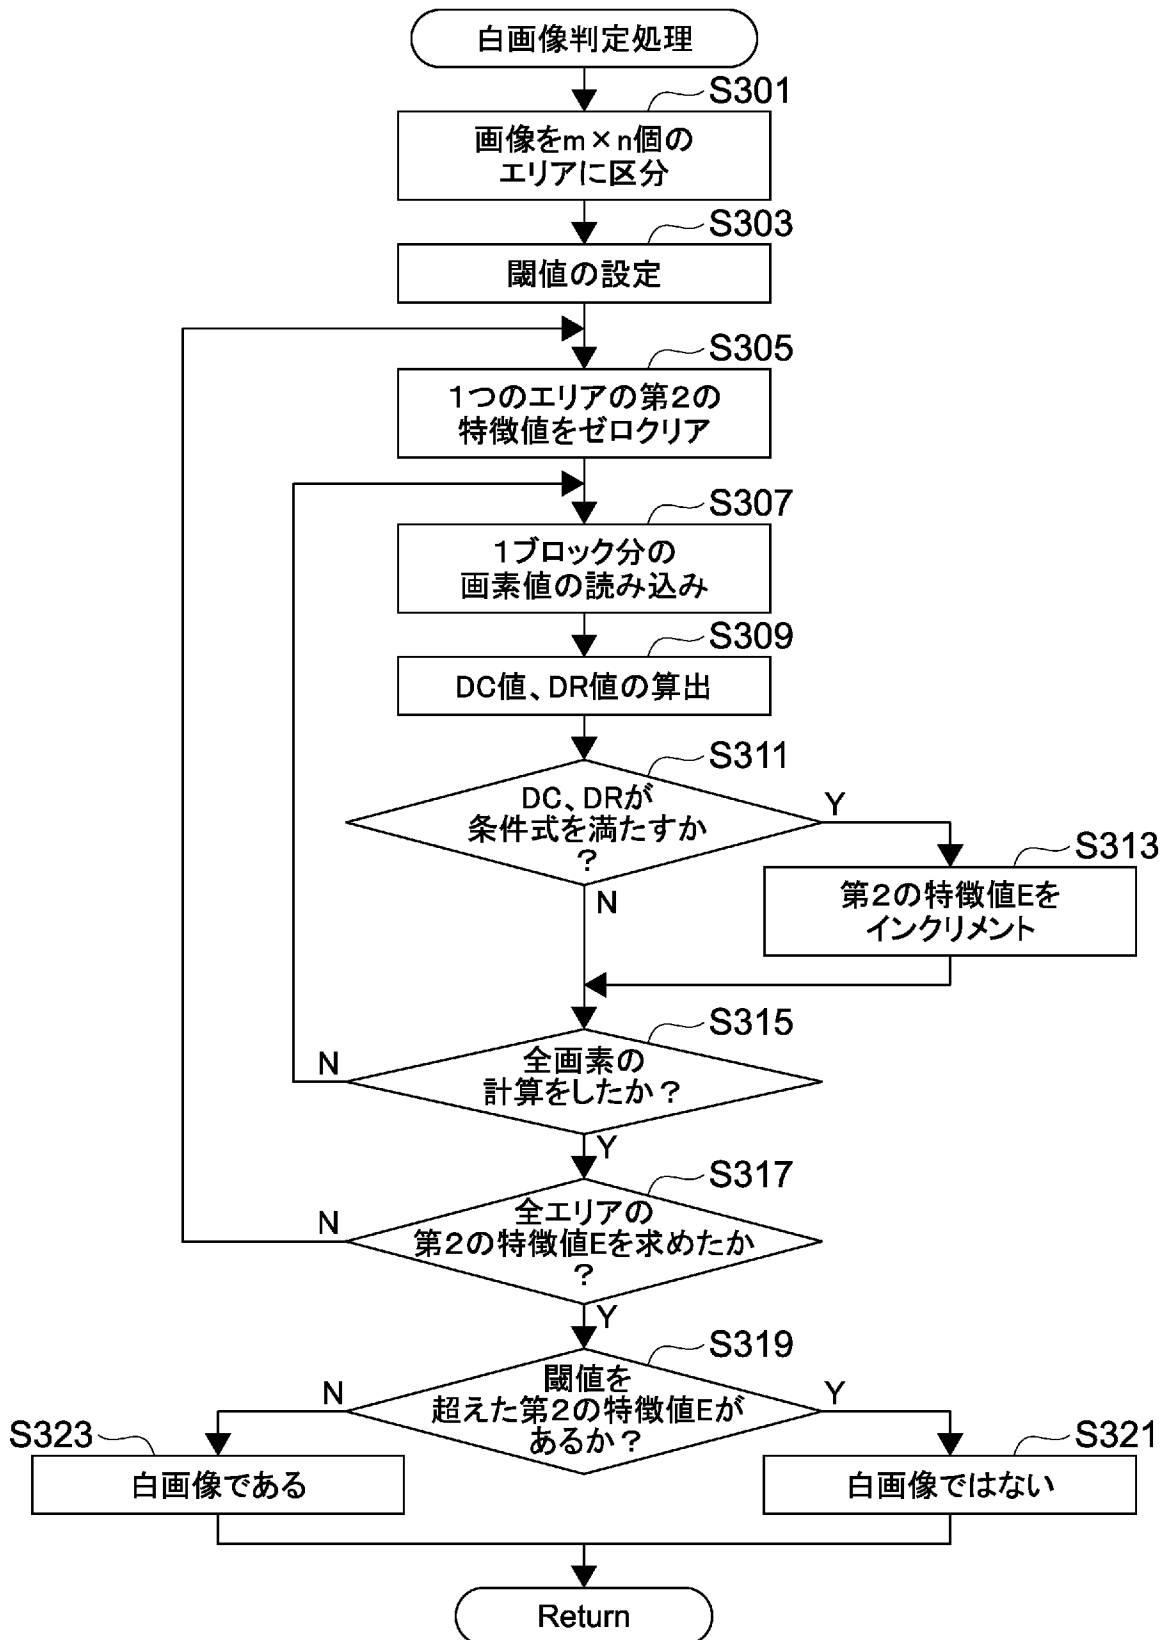 白画像判定処理
S301
画像をm×n個の
エリアに区分
S303
閾値の設定
S305
1つのエリアの第2の
特徴値をゼロクリア
S307
1ブロック分の
画素値の読み込み
S309
DC値、DR値の算出
S311
DC、DRが
条件式を満たすか
?
Y
N
S313
第2の特徴値Eを
インクリメント
S315
全画素の
計算をしたか?
N
Y
S317
全エリアの
第2の特徴値Eを求めたか
?
N
Y
S319
閾値を
超えた第2の特徴値Eが
あるか?
N
Y
S323
白画像である
S321
白画像ではない
Return